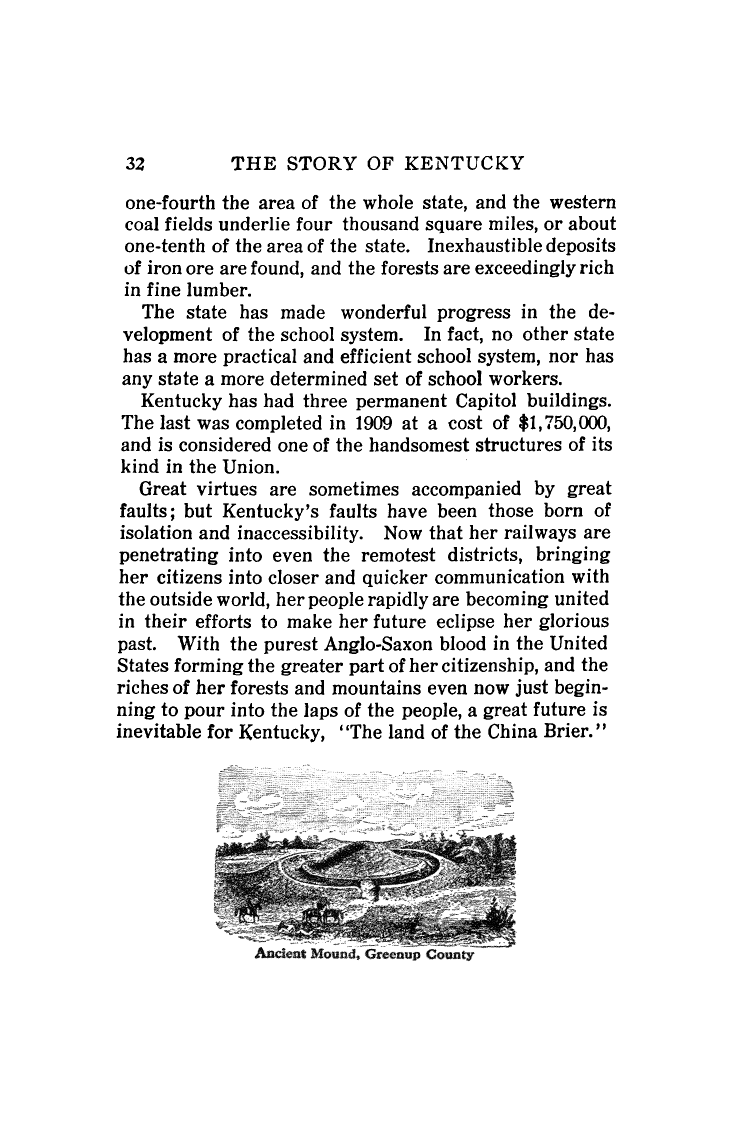 32 THE STORY OF KENTUCKY
one-fourth the area of the whole state, and the western
coal fields underlie four thousand square miles, or about
one-tenth of the area of the state. Inexhaustible deposits
of iron ore are found, and the forests are exceedingly rich
in fine lumber.
The state has made wonderful progress in the de-
velopment of the school system. In fact, no other state
has a more practical and efficient school system, nor has
any state a more determined set of school workers.
Kentucky has had three permanent Capitol buildings.
The last was completed in 1909 at a cost of $1,750,000,
and is considered one of the handsomest structures of its
kind in the Union.
Great virtues are sometimes accompanied by great
faults; but Kentucky's faults have been those born of
isolation and inaccessibility. Now that her railways are
penetrating into even the remotest districts, bringing
her citizens into closer and quicker communication with
the outside world, her people rapidly are becoming united
in their efforts to make her future eclipse her glorious
past. With the purest Anglo-Saxon blood in the United
States forming the greater part of her citizenship, and the
riches of her forests and mountains even now just begin-
ning to pour into the laps of the people, a great future is
inevitable for Kentucky, "The land of the China Brier."
Ancient Mound, Greenup County